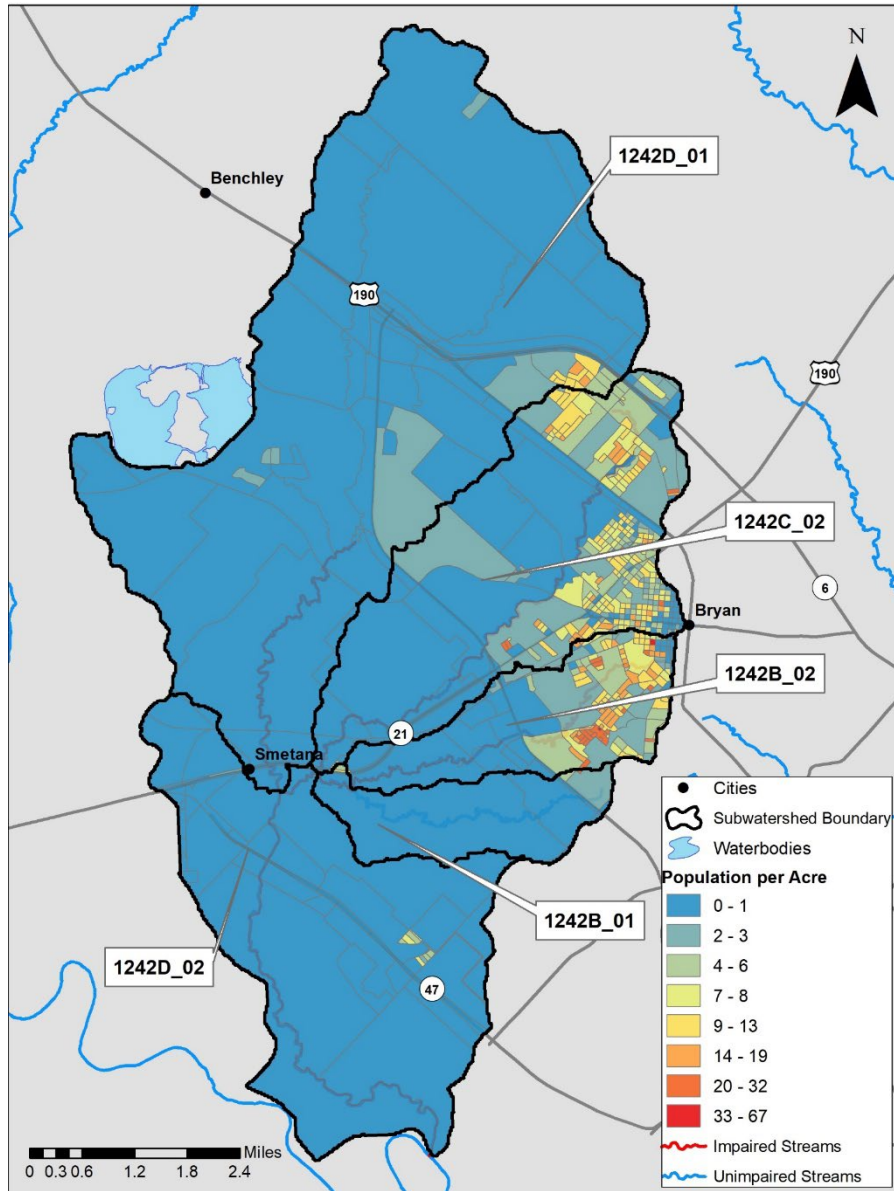 N
1242D_01
Benchley
190
190
1242C_02
6
Bryan
1242B_02
21
Smetana
Cities
Subwatershed Boundary
Waterbodies
Population per Acre
0 - 1
2 - 3
4 - 6
7 - 8
9 - 13
14 - 19
20 - 32
33 - 67
Impaired Streams
Unimpaired Streams
1242B_01
1242D_02
47
Miles
0 0.3 0.6 1.2 1.8 2.4